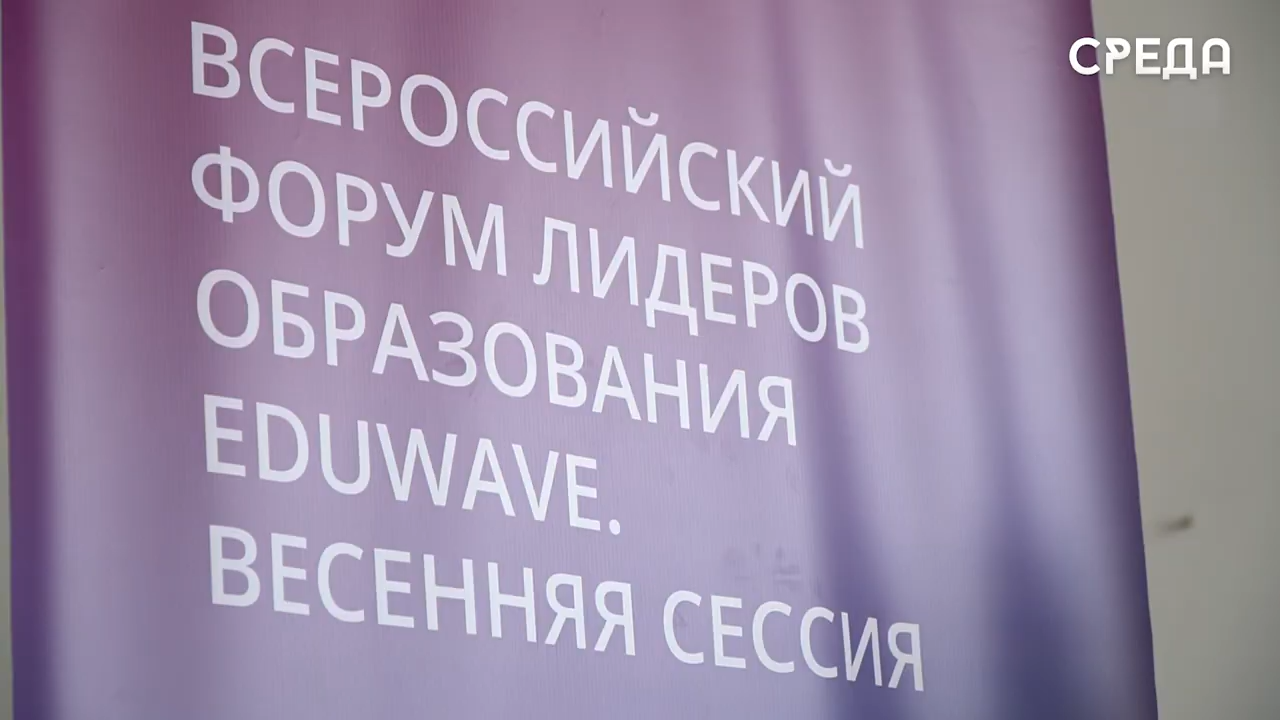 СРЕДА
ВСЕРОССИЙСКИЙ
ФОРУМ ЛИДЕРОВ
ОБРАЗОВАНИЯ
EDUWAVE.
ВЕСЕННЯЯ СЕССИЯ